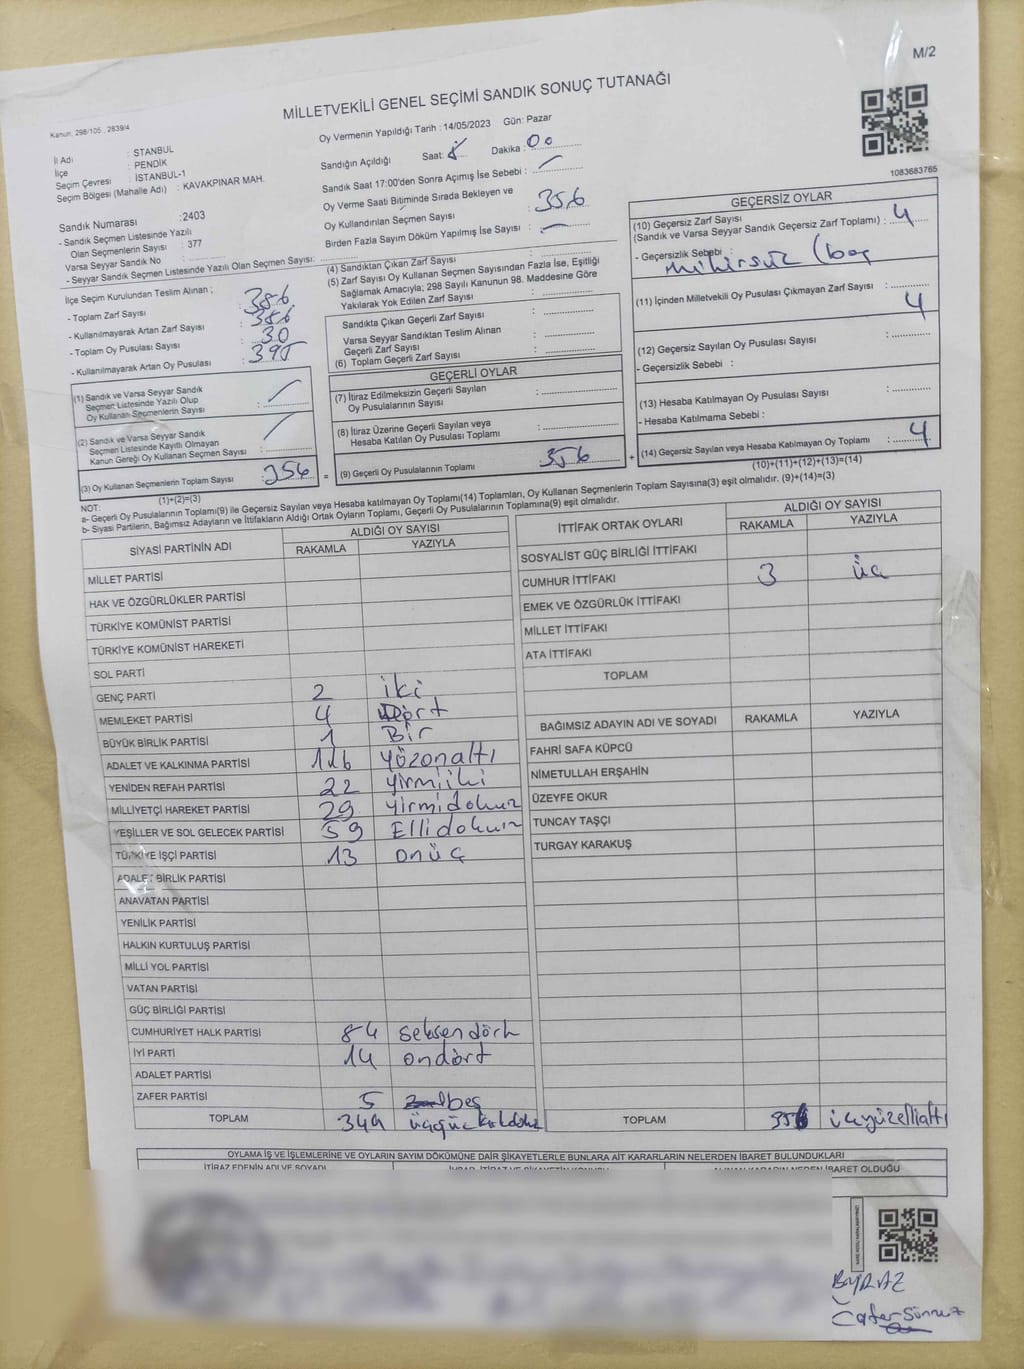 M/2
MİLLETVEKİLİ GENEL SEÇİMİ SANDIK SONUÇ TUTANAĞI
Kanun: 298/105 , 2839/4
Oy Vermenin Yapıldığı Tarih : 14/05/2023 Gün: Pazar
1083683765
İl Adı : STANBUL
İlçe : PENDİK
Seçim Çevresi : İSTANBUL-1
Seçim Bölgesi (Mahalle Adı) : KAVAKPINAR MAH.
Sandık Numarası :2403
- Sandık Seçmen Listesinde Yazılı
Olan Seçmenlerin Sayısı : 377
Varsa Seyyar Sandık No :
- Seyyar Sandık Seçmen Listesinde Yazılı Olan Seçmen Sayısı:
Sandığın Açıldığı Saat: 8 Dakika : 00
Sandık Saat 17:00'den Sonra Açımış İse Sebebi :
Oy Verme Saati Bitiminde Sırada Bekleyen ve
Oy Kullandırılan Seçmen Sayısı : 356
Birden Fazla Sayım Döküm Yapılmış İse Sayısı :
İlçe Seçim Kurulundan Teslim Alınan ;
- Toplam Zarf Sayısı : 386
- Kullanılmayarak Artan Zarf Sayısı : 386
- Toplam Oy Pusulası Sayısı : 30
- Kullanılmayarak Artan Oy Pusulası : 395
(1) Sandık ve Varsa Seyyar Sandık
Seçmen Listesinde Yazılı Olup
Oy Kullanan Seçmenlerin Sayısı :
(2) Sandık ve Varsa Seyyar Sandık
Seçmen Listesinde Kayıtlı Olmayan
Kanun Gereği Oy Kullanan Seçmen Sayısı :
(3) Oy Kullanan Seçmenlerin Toplam Sayısı : 356 =
(1)+(2)=(3)
(4) Sandıktan Çıkan Zarf Sayısı :
(5) Zarf Sayısı Oy Kullanan Seçmen Sayısından Fazla İse, Eşitliği
Sağlamak Amacıyla; 298 Sayılı Kanunun 98. Maddesine Göre
Yakılarak Yok Edilen Zarf Sayısı :
Sandıkta Çıkan Geçerli Zarf Sayısı :
Varsa Seyyar Sandıktan Teslim Alınan
Geçerli Zarf Sayısı :
(6) Toplam Geçerli Zarf Sayısı :
GEÇERLİ OYLAR
(7) İtiraz Edilmeksizin Geçerli Sayılan
Oy Pusulalarının Sayısı :
(8) İtiraz Üzerine Geçerli Sayılan veya
Hesaba Katılan Oy Pusulası Toplamı :
(9) Geçerli Oy Pusulalarının Toplamı : 356 +
GEÇERSİZ OYLAR
(10) Geçersiz Zarf Sayısı
(Sandık ve Varsa Seyyar Sandık Geçersiz Zarf Toplamı) : 4
- Geçersizlik Sebebi : mühürsüz (boş
(11) İçinden Milletvekili Oy Pusulası Çıkmayan Zarf Sayısı :
4
(12) Geçersiz Sayılan Oy Pusulası Sayısı :
- Geçersizlik Sebebi :
(13) Hesaba Katılmayan Oy Pusulası Sayısı :
- Hesaba Katılmama Sebebi :
(14) Geçersiz Sayılan veya Hesaba Katılmayan Oy Toplamı : 4
(10)+(11)+(12)+(13)=(14)
NOT:
a- Geçerli Oy Pusulalarının Toplamı(9) ile Geçersiz Sayılan veya Hesaba katılmayan Oy Toplamı(14) Toplamları, Oy Kullanan Seçmenlerin Toplam Sayısına(3) eşit olmalıdır. (9)+(14)=(3)
b- Siyasi Partilerin, Bağımsız Adayların ve İttifakların Aldığı Ortak Oyların Toplamı, Geçerli Oy Pusulalarının Toplamına(9) eşit olmalıdır.
SİYASİ PARTİNİN ADI
ALDIĞI OY SAYISI
RAKAMLA YAZIYLA
MİLLET PARTİSİ
HAK VE ÖZGÜRLÜKLER PARTİSİ
TÜRKİYE KOMÜNİST PARTİSİ
TÜRKİYE KOMÜNİST HAREKETİ
SOL PARTİ
GENÇ PARTİ 2 iki
MEMLEKET PARTİSİ 4 Dört
BÜYÜK BİRLİK PARTİSİ 1 Bir
ADALET VE KALKINMA PARTİSİ 116 yözonaltı
YENİDEN REFAH PARTİSİ 22 yirmiiki
MİLLİYETÇİ HAREKET PARTİSİ 29 yirmidokuz
YEŞİLLER VE SOL GELECEK PARTİSİ 59 Ellidokuz
TÜRKİYE İŞÇİ PARTİSİ 13 onüç
ADALET BİRLİK PARTİSİ
ANAVATAN PARTİSİ
YENİLİK PARTİSİ
HALKIN KURTULUŞ PARTİSİ
MİLLİ YOL PARTİSİ
VATAN PARTİSİ
GÜÇ BİRLİĞİ PARTİSİ
CUMHURİYET HALK PARTİSİ 84 seksendört
İYİ PARTİ 14 ondört
ADALET PARTİSİ
ZAFER PARTİSİ 5 beş
TOPLAM 349
İTTİFAK ORTAK OYLARI
ALDIĞI OY SAYISI
RAKAMLA YAZIYLA
SOSYALİST GÜÇ BİRLİĞİ İTTİFAKI
CUMHUR İTTİFAKI 3 üç
EMEK VE ÖZGÜRLÜK İTTİFAKI
MİLLET İTTİFAKI
ATA İTTİFAKI
TOPLAM
BAĞIMSIZ ADAYIN ADI VE SOYADI RAKAMLA YAZIYLA
FAHRİ SAFA KÜPCÜ
NİMETULLAH ERŞAHİN
ÜZEYFE OKUR
TUNCAY TAŞÇI
TURGAY KARAKUŞ
TOPLAM 356 üçyüzelliAltı
OYLAMA İŞ VE İŞLEMLERİNE VE OYLARIN SAYIM DÖKÜMÜNE DAİR ŞİKAYETLERLE BUNLARA AİT KARARLARIN NELERDEN İBARET BULUNDUKLARI
İTİRAZ EDENİN ADI VE SOYADI
ALINAN KARARIN NEDEN İBARET OLDUĞU